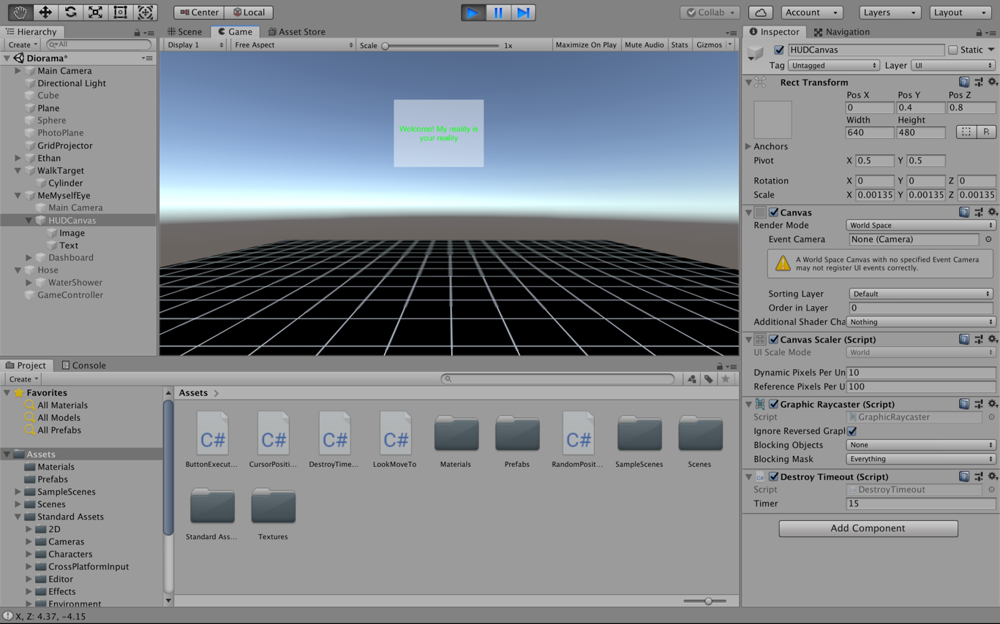 Center
Local
Collab
Account
Layers
Layout
Hierarchy
Create
All
Diorama*
Main Camera
Directional Light
Cube
Plane
Sphere
PhotoPlane
GridProjector
Ethan
WalkTarget
Cylinder
MeMyselfEye
Main Camera
HUDCanvas
Image
Text
Dashboard
Hose
WaterShower
GameController
Scene
Game
Asset Store
Display 1
Free Aspect
Scale
1x
Maximize On Play
Mute Audio
Stats
Gizmos
Welcome! My reality is
your reality
Project
Console
Create
Favorites
All Materials
All Models
All Prefabs
Assets
Materials
Prefabs
SampleScenes
Scenes
Standard Assets
2D
Cameras
Characters
CrossPlatformInput
Editor
Effects
Environment
Assets
C# C# C# C# C#
ButtonExecut... CursorPositi... DestroyTime... LookMoveTo Materials Prefabs RandomPosit... SampleScenes Scenes
Standard Ass... Textures
X, Z: 4.37, -4.15
Inspector
Navigation
HUDCanvas
Static
Tag Untagged Layer UI
Rect Transform
Pos X Pos Y Pos Z
0 0.4 0.8
Width Height
640 480 R
Anchors
Pivot X 0.5 Y 0.5
Rotation X 0 Y 0 Z 0
Scale X 0.00135 Y 0.00135 Z 0.00135
Canvas
Render Mode World Space
Event Camera None (Camera)
A World Space Canvas with no specified Event Camera
may not register UI events correctly.
Sorting Layer Default
Order in Layer 0
Additional Shader Cha Nothing
Canvas Scaler (Script)
UI Scale Mode World
Dynamic Pixels Per Un 10
Reference Pixels Per U 100
Graphic Raycaster (Script)
Script GraphicRaycaster
Ignore Reversed Graph
Blocking Objects None
Blocking Mask Everything
C# Destroy Timeout (Script)
Script DestroyTimeout
Timer 15
Add Component